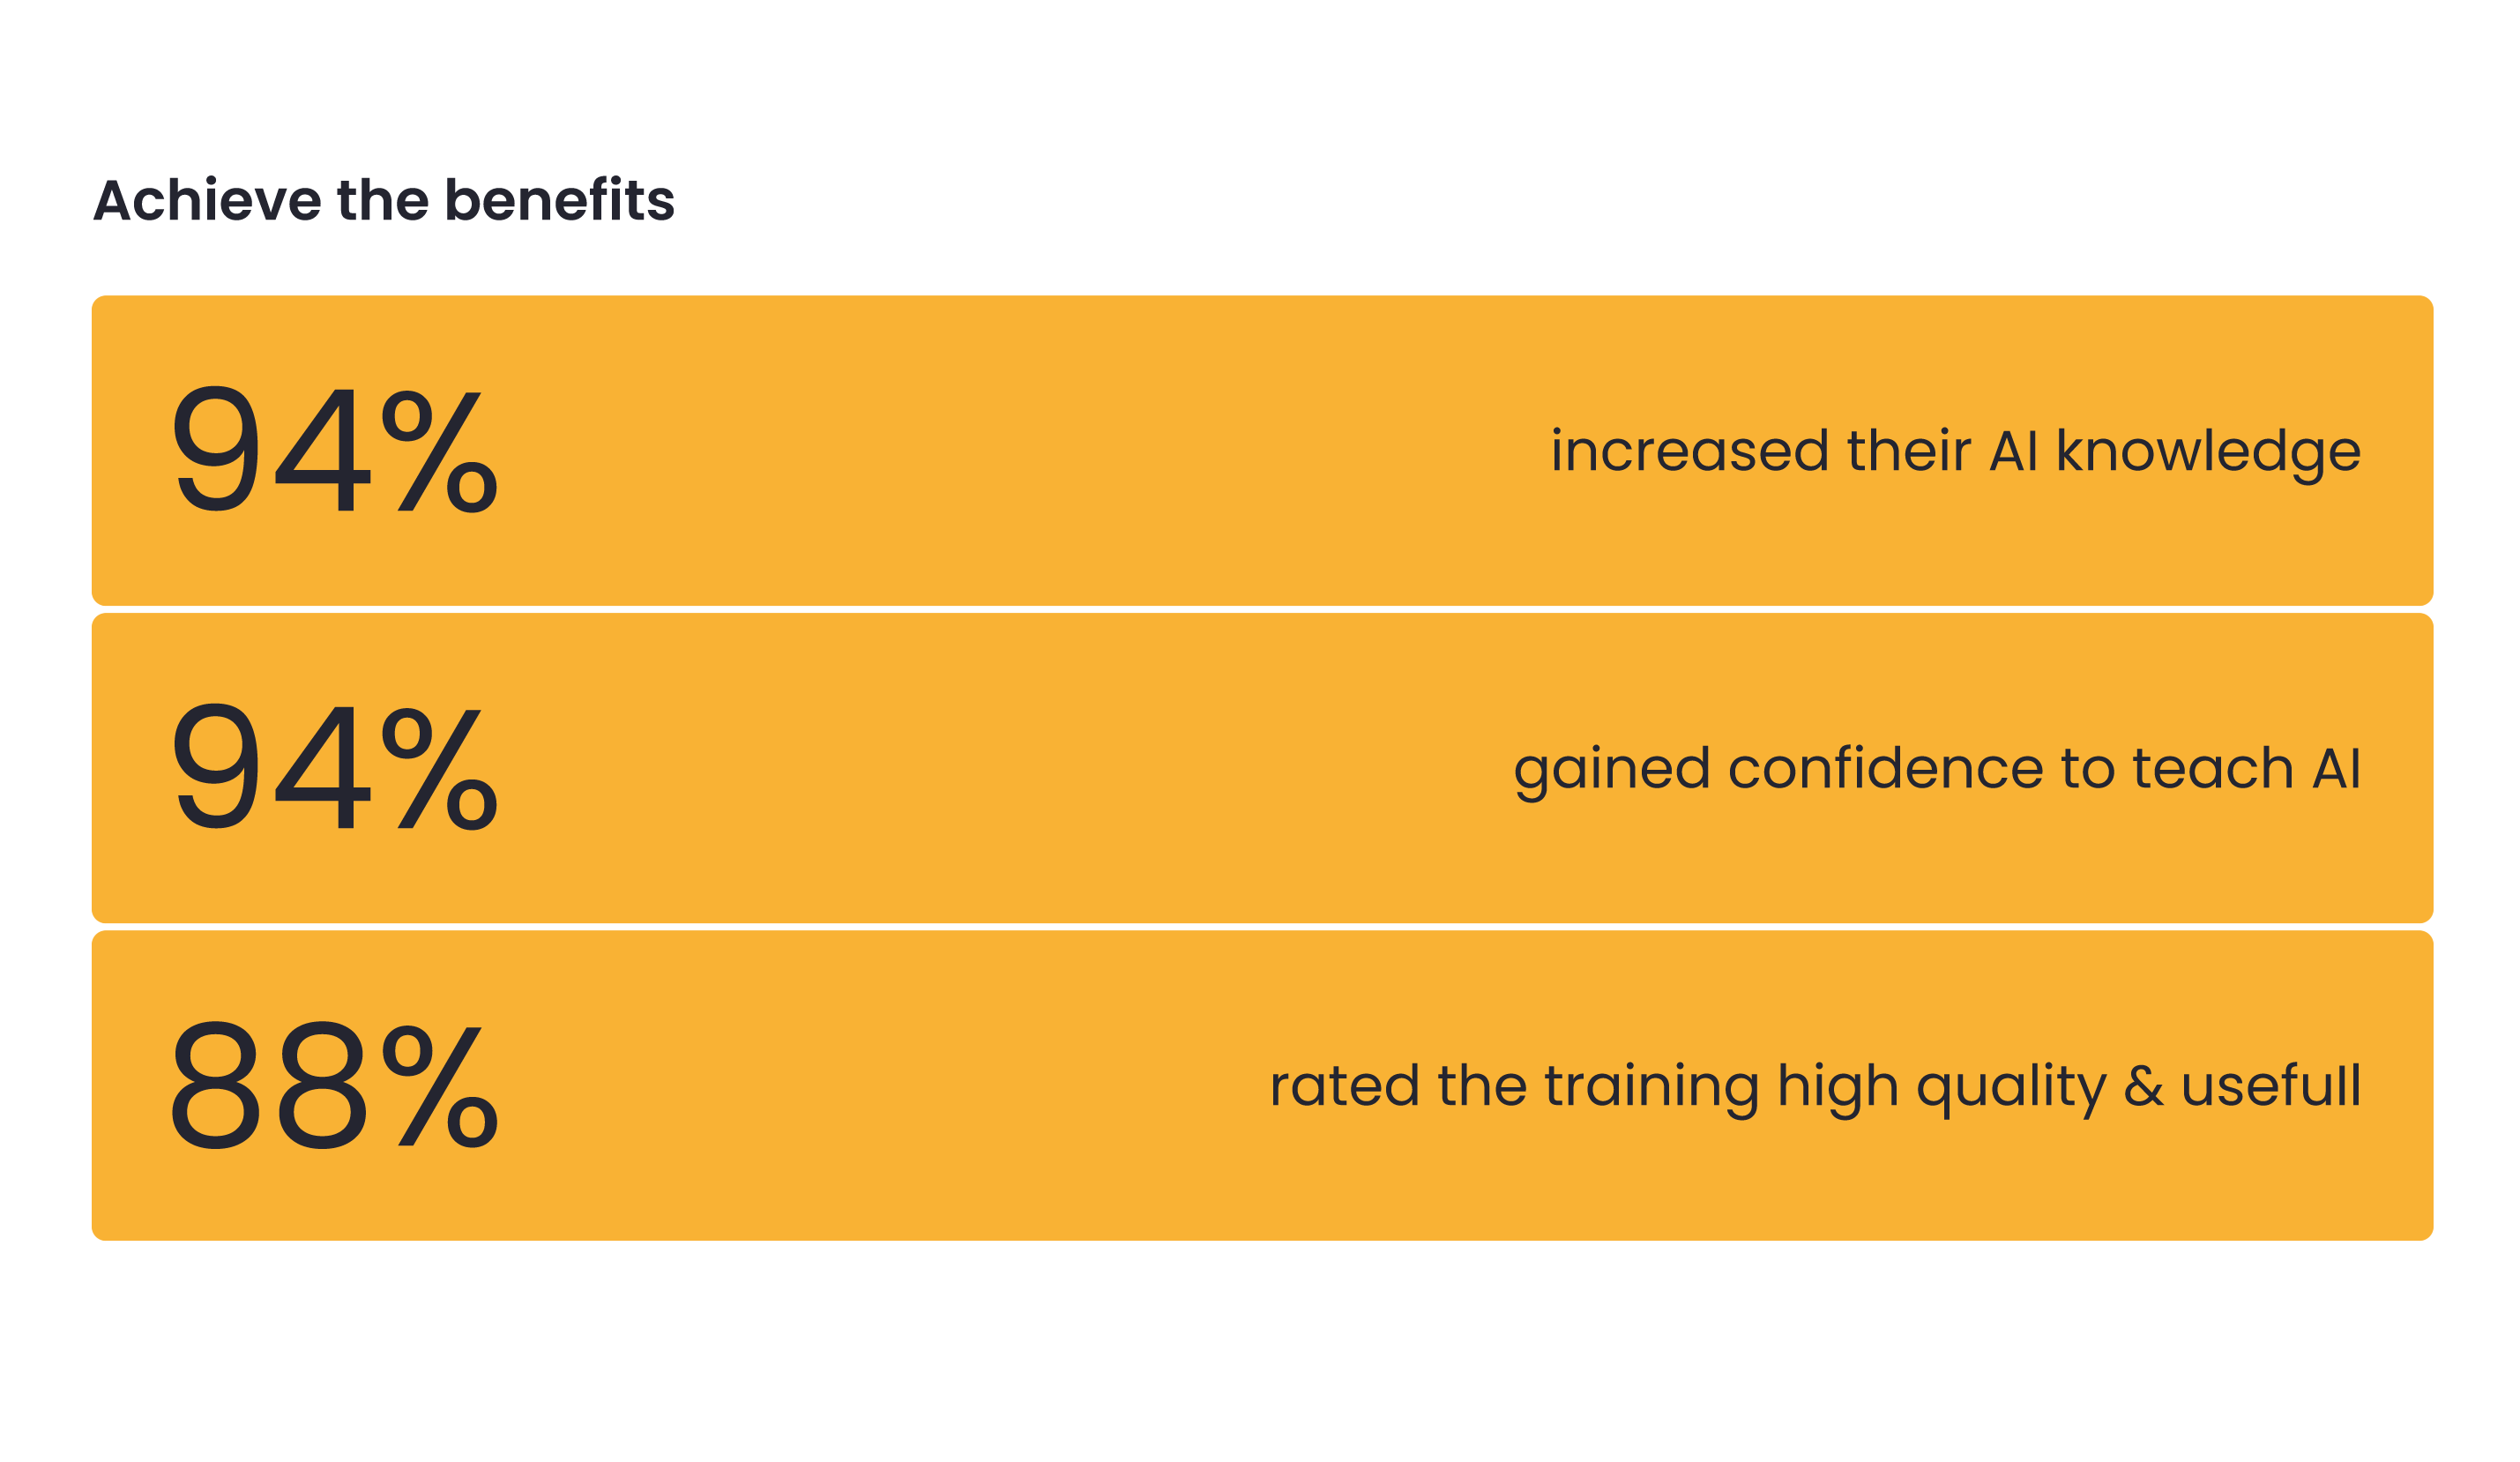 Achieve the benefits
94%
increased their AI knowledge
94%
gained confidence to teach AI
88%
rated the training high quality & usefull